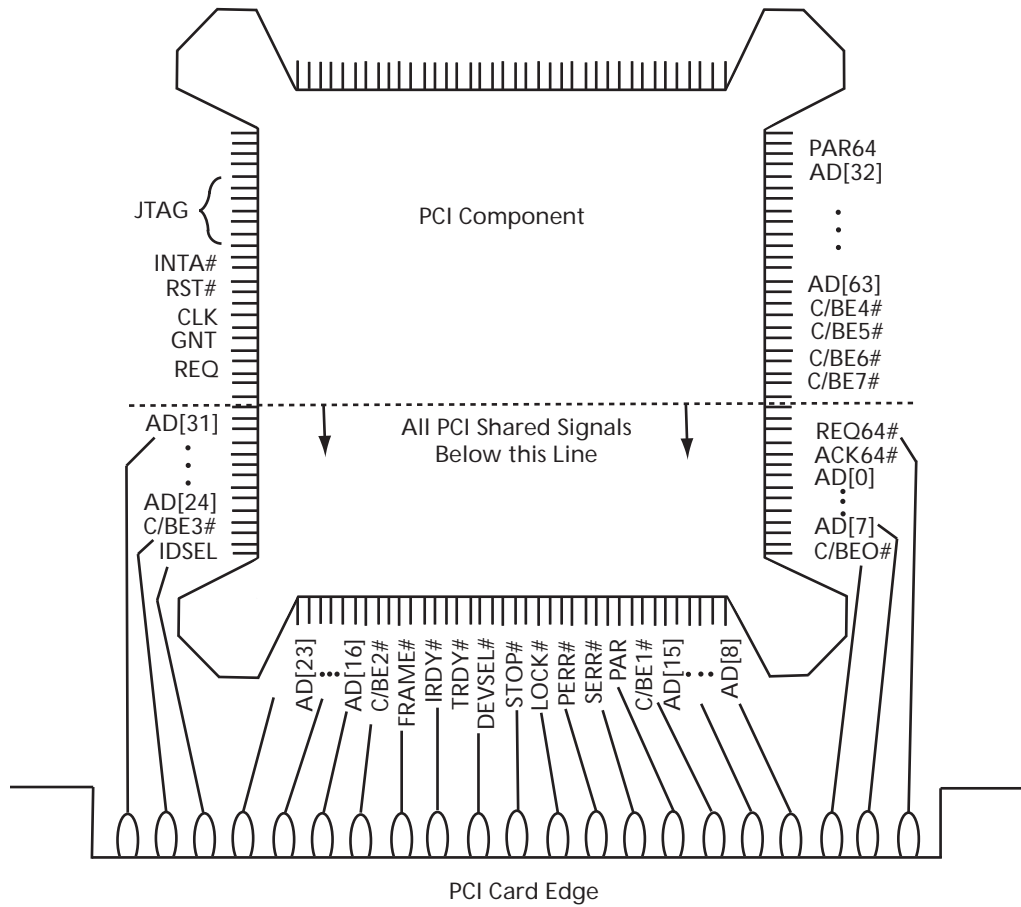 PAR64
AD[32]
AD[63]
C/BE4#
C/BE5#
C/BE6#
C/BE7#
JTAG
PCI Component
INTA#
RST#
CLK
GNT
REQ
All PCI Shared Signals
Below this Line
AD[31]
AD[24]
C/BE3#
IDSEL
REQ64#
ACK64#
AD[0]
AD[7]
C/BEO#
AD[23]
AD[16]
C/BE2#
FRAME#
IRDY#
TRDY#
DEVSEL#
STOP#
LOCK#
PERR#
SERR#
PAR
C/BE1#
AD[15]
AD[8]
PCI Card Edge